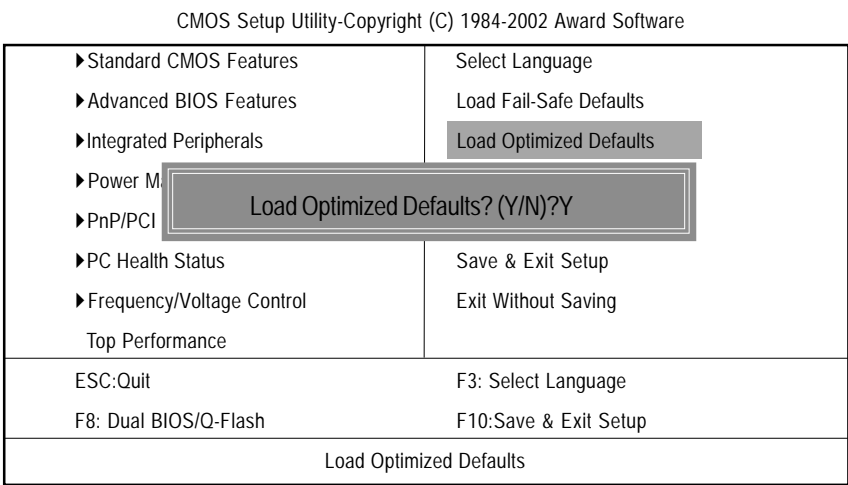 CMOS Setup Utility-Copyright (C) 1984-2002 Award Software
▶Standard CMOS Features
▶Advanced BIOS Features
▶Integrated Peripherals
▶Power
▶PnP/PCI
▶PC Health Status
▶Frequency/Voltage Control
Top Performance
Select Language
Load Fail-Safe Defaults
Load Optimized Defaults
Save & Exit Setup
Exit Without Saving
Load Optimized Defaults? (Y/N)?Y
ESC:Quit
F3: Select Language
F8: Dual BIOS/Q-Flash
F10:Save & Exit Setup
Load Optimized Defaults